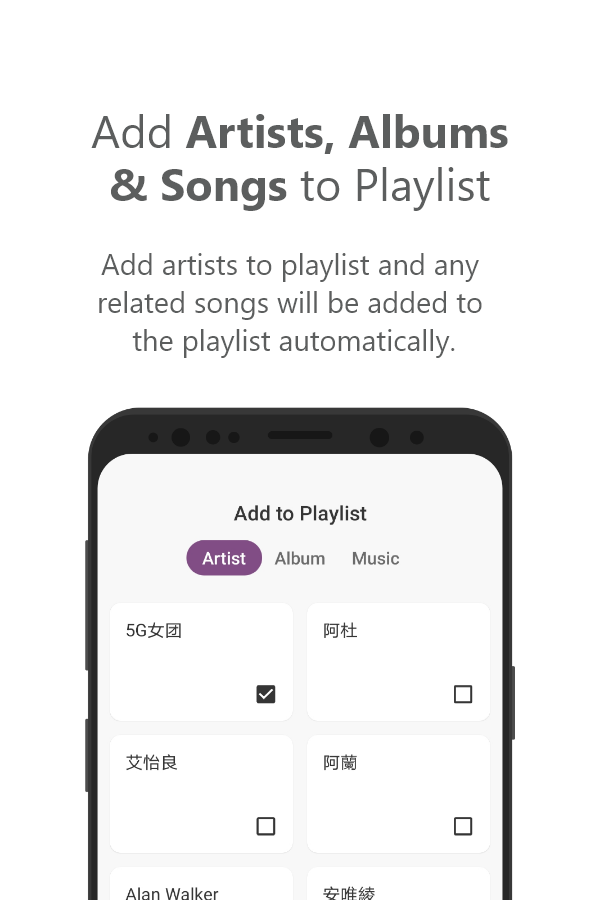 Add Artists, Albums
& Songs to Playlist
Add artists to playlist and any
related songs will be added to
the playlist automatically.
Add to Playlist
Artist Album Music
5G女团 阿杜
艾怡良 阿蘭
Alan Walker 安唯綾